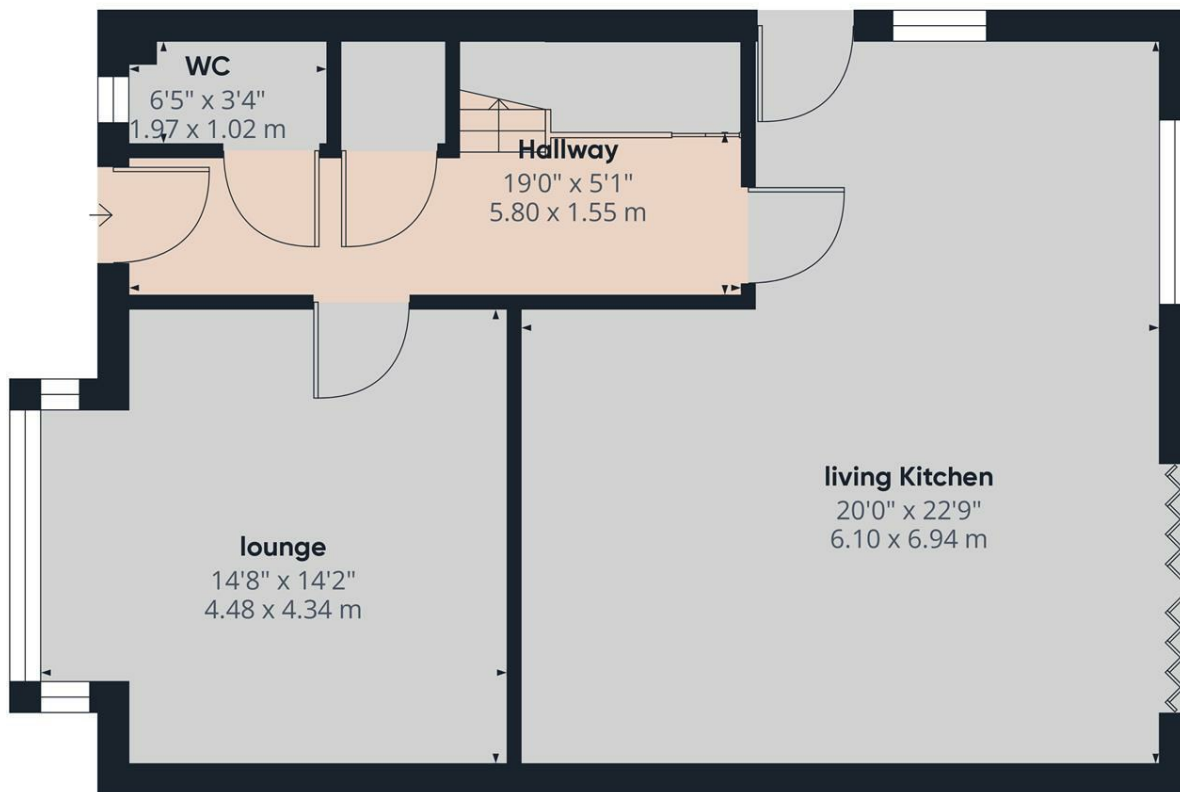 WC
6'5" x 3'4"
1.97 x 1.02 m
Hallway
19'0" x 5'1"
5.80 x 1.55 m
living Kitchen
20'0" x 22'9"
6.10 x 6.94 m
lounge
14'8" x 14'2"
4.48 x 4.34 m